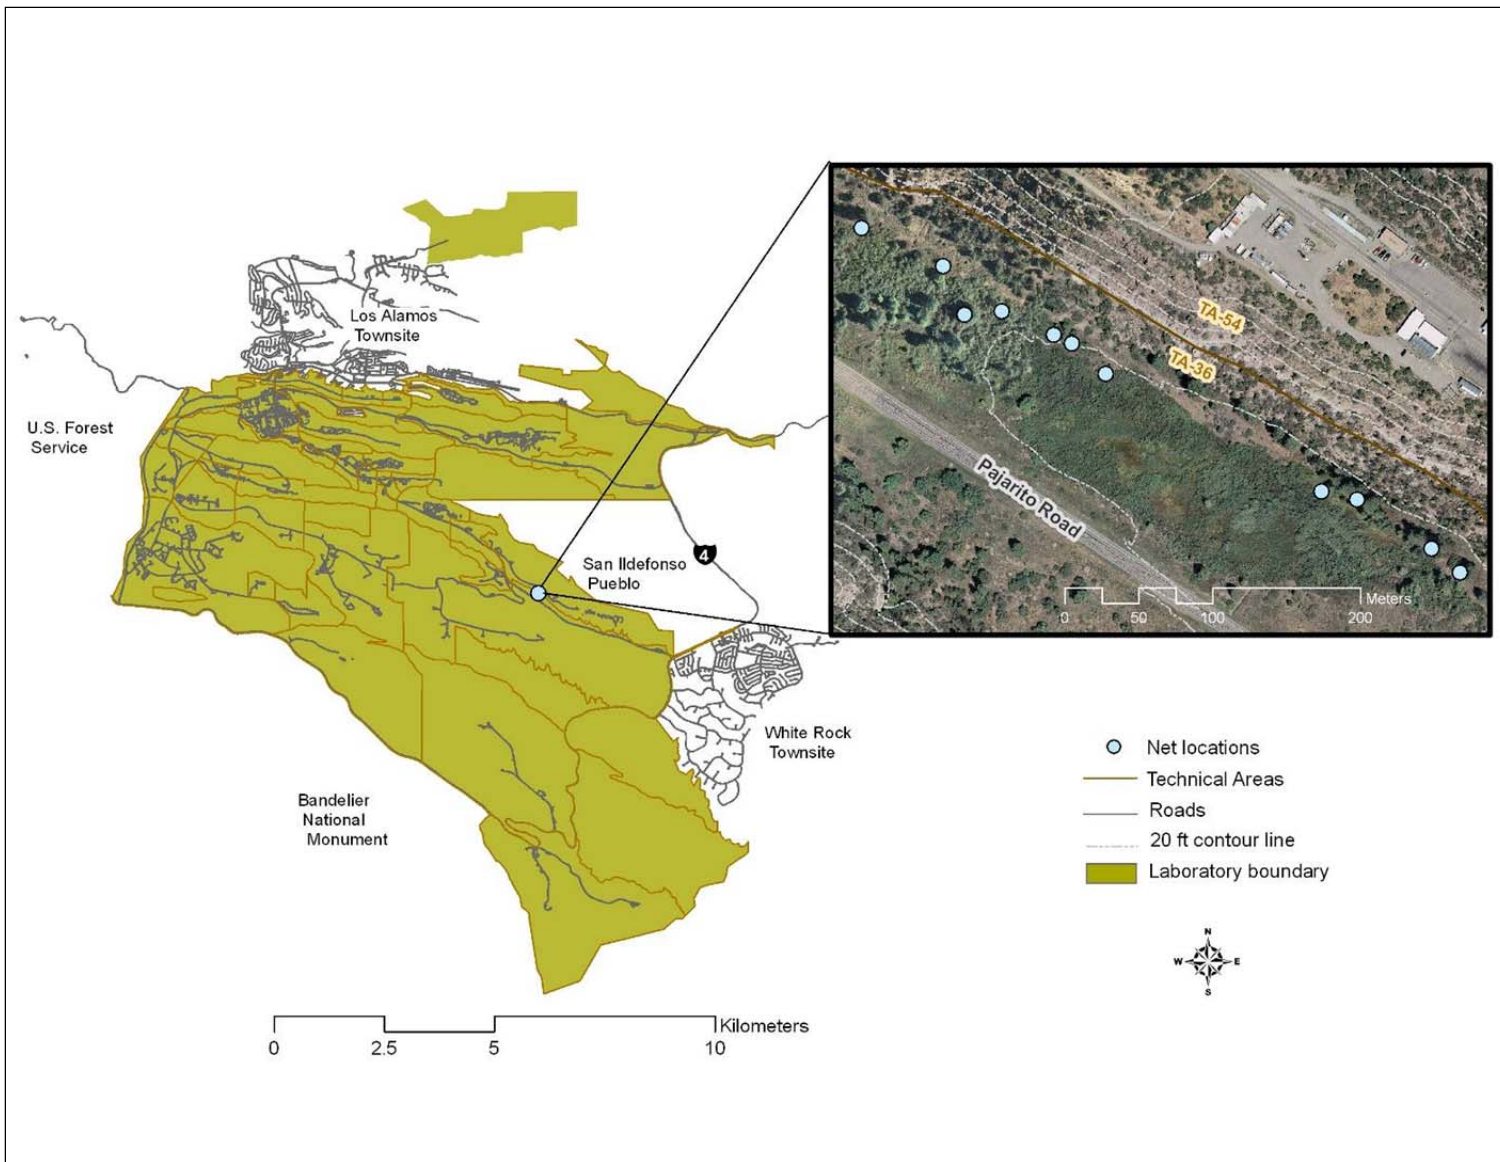 Los Alamos
Townsite
U.S. Forest
Service
4
San Ildefonso
Pueblo
White Rock
Townsite
Bandelier
National
Monument
Kilometers
0 2.5 5 10
TA-54
TA-36
Pajarito Road
Meters
0 50 100 200
Net locations
Technical Areas
Roads
20 ft contour line
Laboratory boundary
N
W E
S